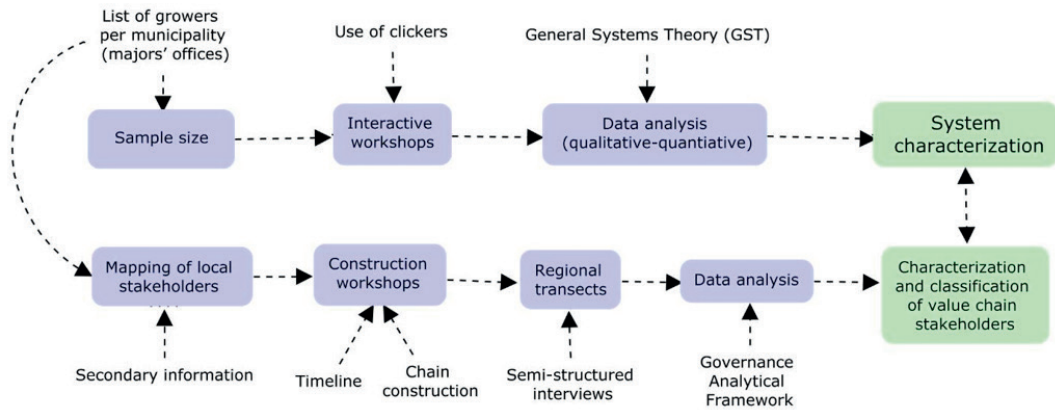 List of growers
per municipality
(majors' offices)
Use of clickers
General Systems Theory (GST)
Sample size
Interactive
workshops
Data analysis
(qualitative-quantiative)
System
characterization
Mapping of local
stakeholders
Construction
workshops
Regional
transects
Data analysis
Characterization
and classification
of value chain
stakeholders
Secondary information
Timeline
Chain
construction
Semi-structured
interviews
Governance
Analytical
Framework